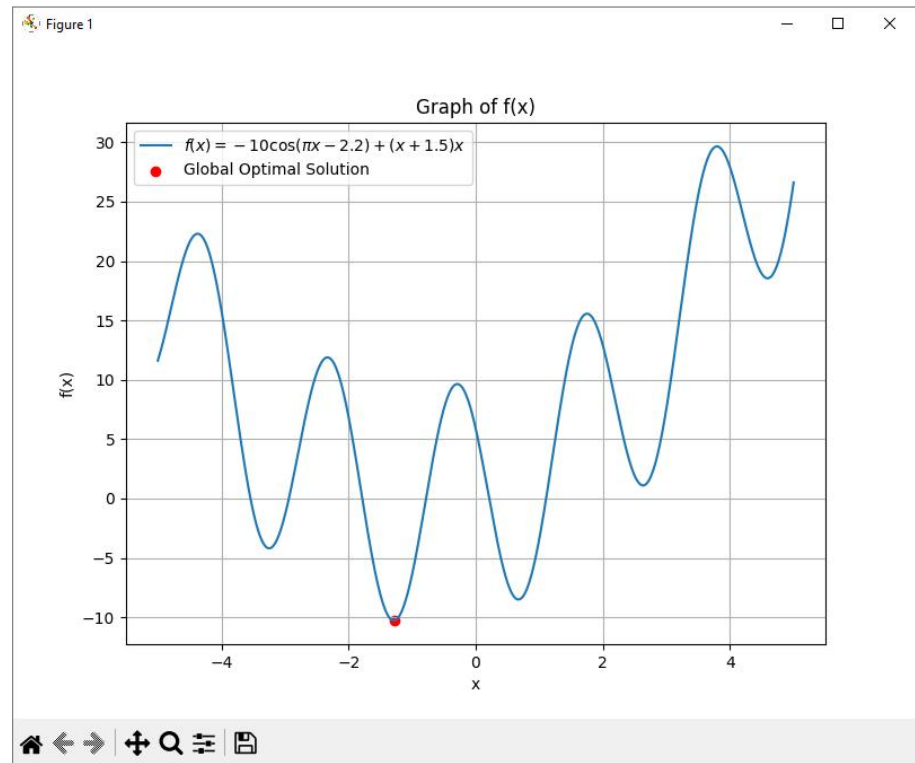 Figure 1
Graph of f(x)
f(x) = −10cos(πx − 2.2) + (x + 1.5)x
Global Optimal Solution
30
25
20
15
10
5
0
−5
−10
f(x)
−4 −2 0 2 4
x